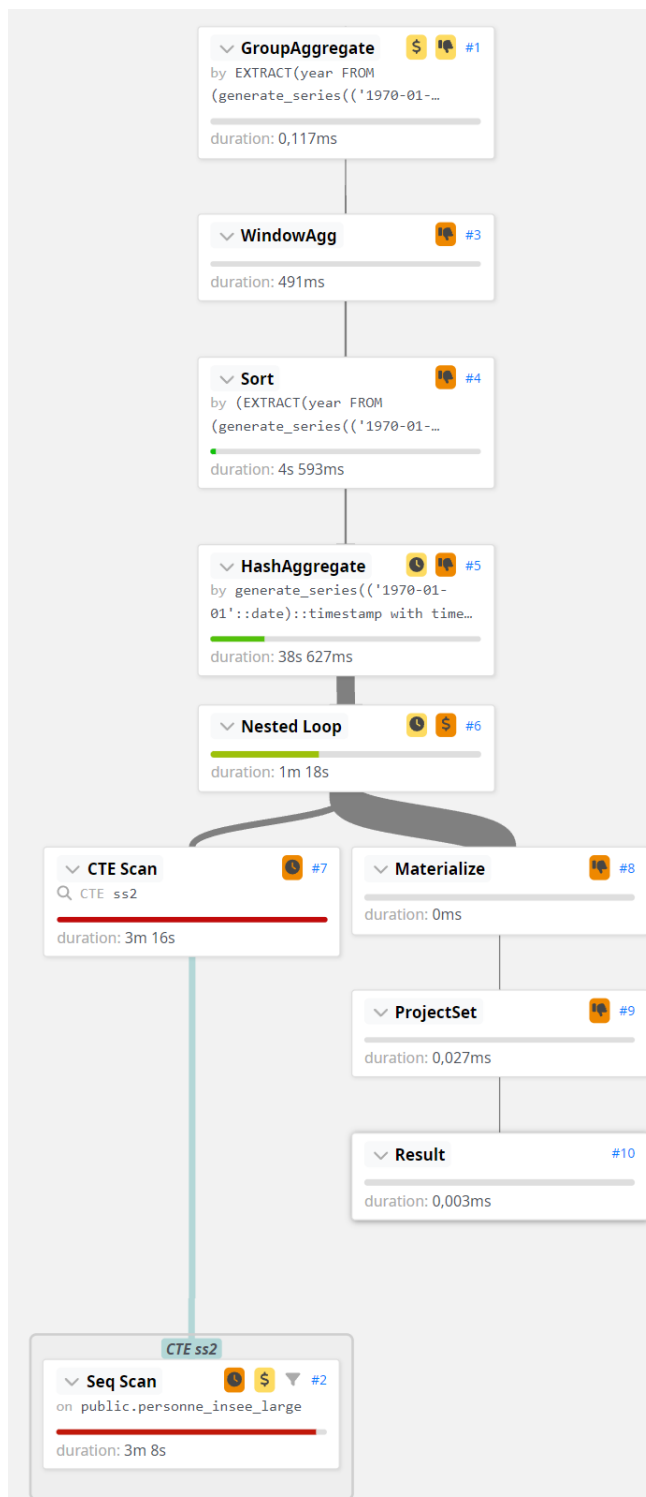 GroupAggregate $ #1
by EXTRACT(year FROM
(generate_series(('1970-01-…
duration: 0,117ms
WindowAgg #3
duration: 491ms
Sort #4
by (EXTRACT(year FROM
(generate_series(('1970-01-…
duration: 4s 593ms
HashAggregate #5
by generate_series(('1970-01-
01'::date)::timestamp with time…
duration: 38s 627ms
Nested Loop $ #6
duration: 1m 18s
CTE Scan #7
CTE ss2
duration: 3m 16s
Materialize #8
duration: 0ms
ProjectSet #9
duration: 0,027ms
Result #10
duration: 0,003ms
CTE ss2
Seq Scan $ #2
on public.personne_insee_large
duration: 3m 8s